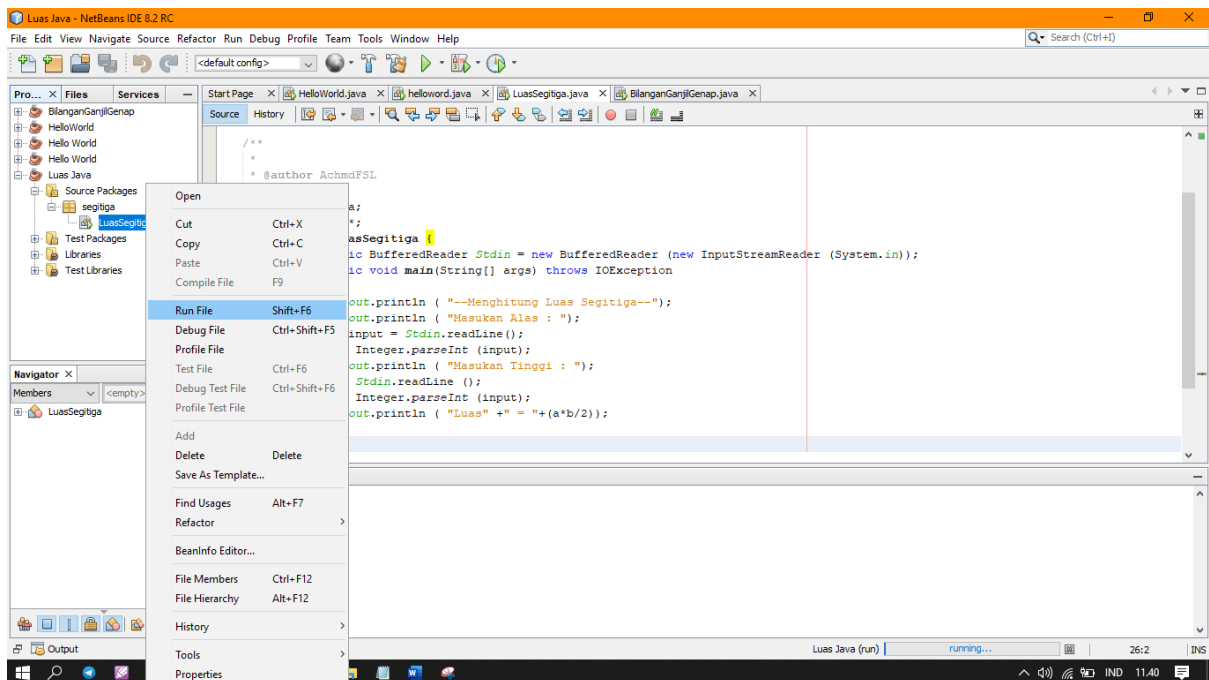 Luas Java - NetBeans IDE 8.2 RC
File Edit View Navigate Source Refactor Run Debug Profile Team Tools Window Help
Search (Ctrl+I)
<default config>
Pro... Files Services
Start Page HelloWorld.java helloword.java LuasSegitiga.java BilanganGanjilGenap.java
Source History
BilanganGanjilGenap
HelloWorld
Hello World
Hello World
Luas Java
Source Packages
segitiga
LuasSegitig
Test Packages
Libraries
Test Libraries
Navigator
Members <empty>
LuasSegitiga
Open
Cut Ctrl+X
Copy Ctrl+C
Paste Ctrl+V
Compile File F9
Run File Shift+F6
Debug File Ctrl+Shift+F5
Profile File
Test File Ctrl+F6
Debug Test File Ctrl+Shift+F6
Profile Test File
Add
Delete Delete
Save As Template...
Find Usages Alt+F7
Refactor
BeanInfo Editor...
File Members Ctrl+F12
File Hierarchy Alt+F12
History
Tools
Properties
/**
*
* @author AchmdFSL
a;
*;
asSegitiga {
ic BufferedReader Stdin = new BufferedReader (new InputStreamReader (System.in));
ic void main(String[] args) throws IOException
out.println ( "--Menghitung Luas Segitiga--");
out.println ( "Masukan Alas : ");
input = Stdin.readLine();
Integer.parseInt (input);
out.println ( "Masukan Tinggi : ");
Stdin.readLine ();
Integer.parseInt (input);
out.println ( "Luas" +" = "+(a*b/2));
Output
Luas Java (run) running... 26:2 INS
IND 11.40